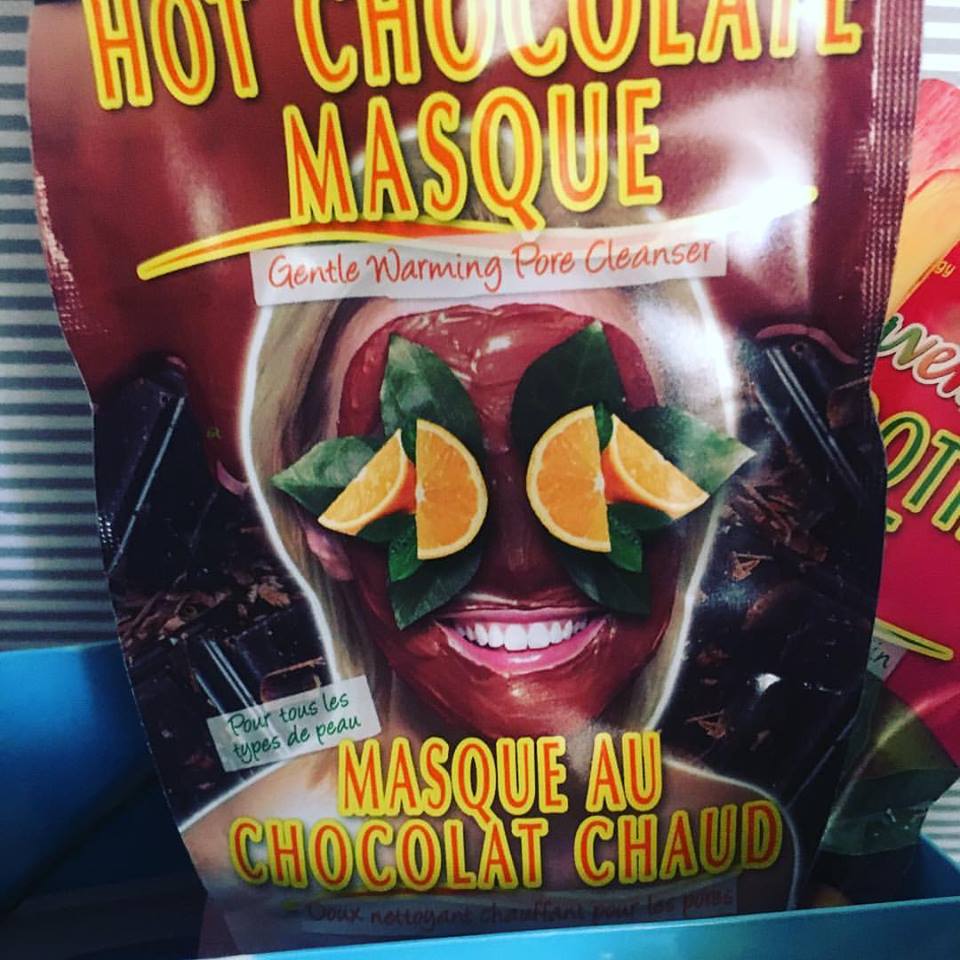 HOT CHOCOLATE
MASQUE
Gentle Warming Pore Cleanser
Pour tous les
types de peau
MASQUE AU
CHOCOLAT CHAUD
Doux nettoyant chauffant pour les pores